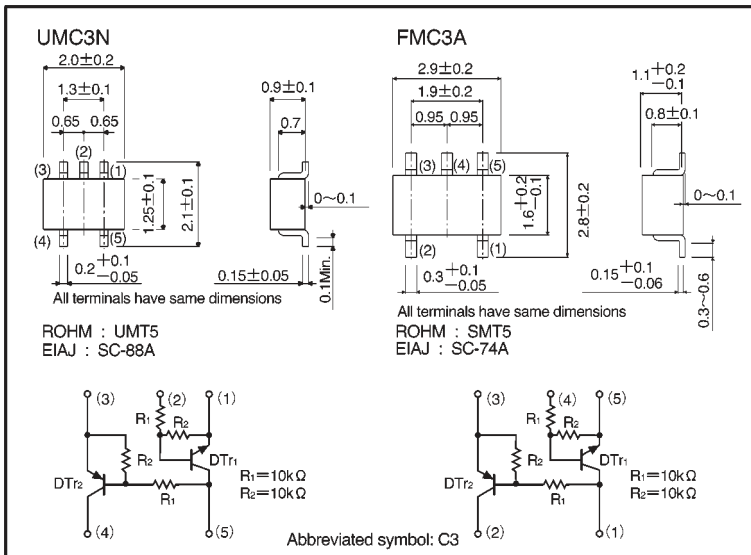 UMC3N
2.0±0.2
1.3±0.1
0.65 0.65
(2)
(3) (1)
1.25±0.1
2.1±0.1
(4) (5)
0.2 +0.1 −0.05
All terminals have same dimensions
0.9±0.1
0.7
0~0.1
0.15±0.05
0.1Min.
ROHM : UMT5
EIAJ : SC-88A
FMC3A
2.9±0.2
1.9±0.2
0.95 0.95
(3) (4) (5)
1.6 +0.2 −0.1
2.8±0.2
(2) (1)
0.3 +0.1 −0.05
All terminals have same dimensions
1.1 +0.2 −0.1
0.8±0.1
0~0.1
0.15 +0.1 −0.06
0.3~0.6
ROHM : SMT5
EIAJ : SC-74A
(3) (2) (1)
R1
R2
R2
DTr1
DTr2
R1
R1=10kΩ
R2=10kΩ
(4) (5)
(3) (4) (5)
R1
R2
R2
DTr1
DTr2
R1
R1=10kΩ
R2=10kΩ
(2) (1)
Abbreviated symbol: C3